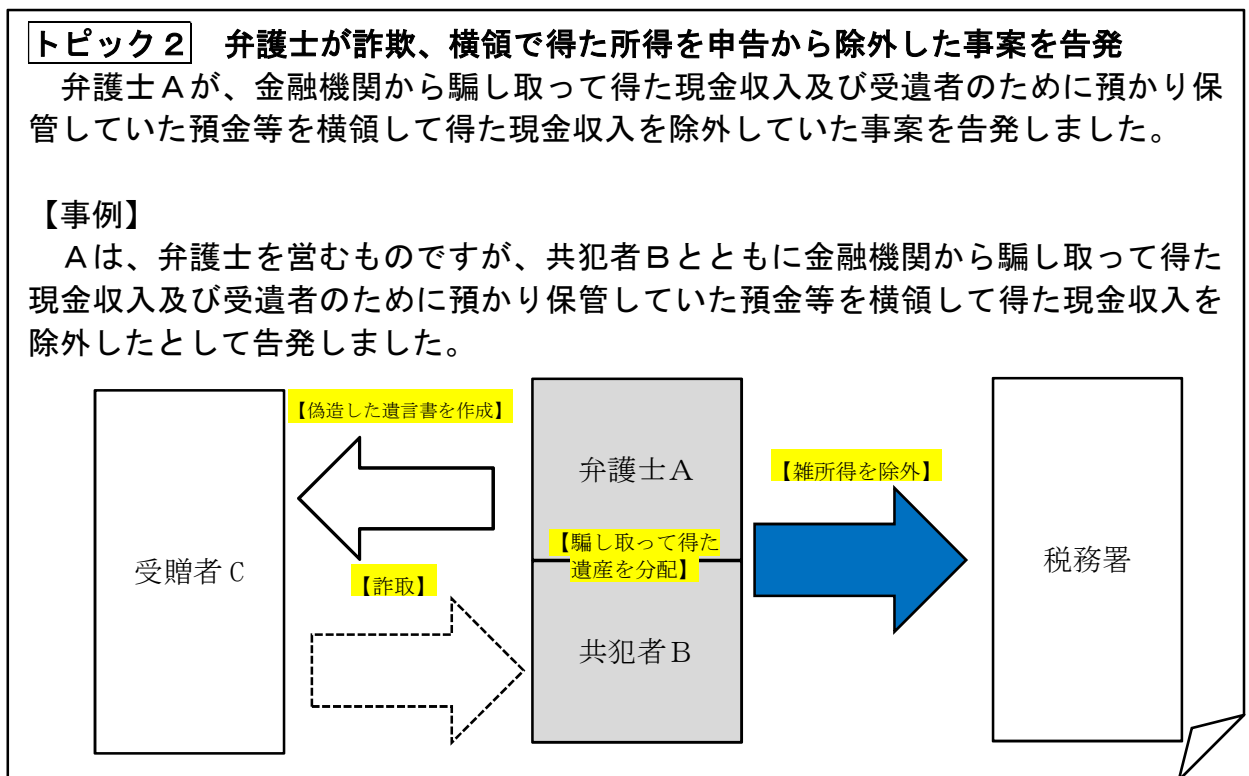 トピック2　弁護士が詐欺、横領で得た所得を申告から除外した事案を告発
　弁護士Aが、金融機関から騙し取って得た現金収入及び受遺者のために預かり保
管していた預金等を横領して得た現金収入を除外していた事案を告発しました。
【事例】
　Aは、弁護士を営むものですが、共犯者Bとともに金融機関から騙し取って得た
現金収入及び受遺者のために預かり保管していた預金等を横領して得た現金収入を
除外したとして告発しました。
【偽造した遺言書を作成】
弁護士A
【雑所得を除外】
【騙し取って得た
遺産を分配】
受贈者C
税務署
【詐取】
共犯者B